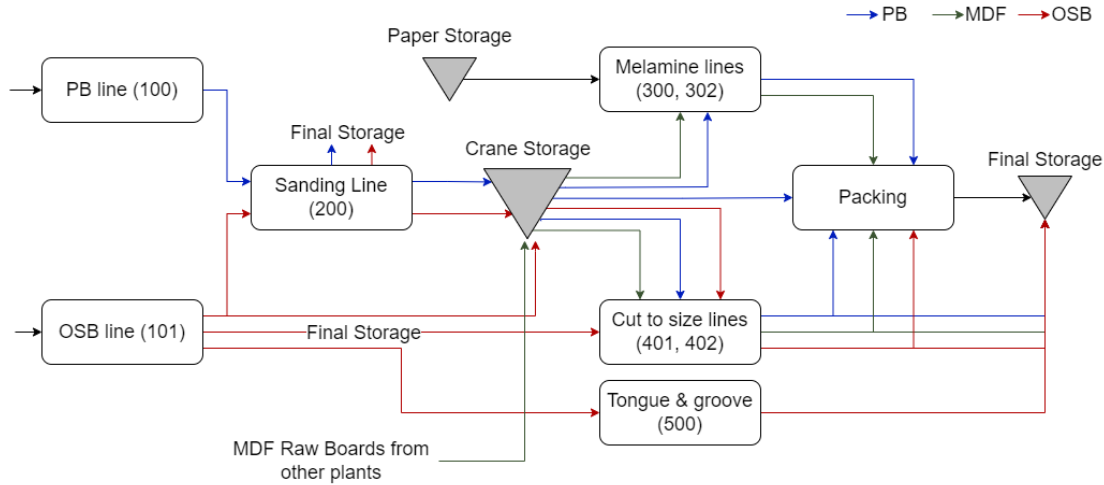 PB
MDF
OSB
Paper Storage
Melamine lines
(300, 302)
PB line (100)
Final Storage
Crane Storage
Final Storage
Sanding Line
(200)
Packing
OSB line (101)
Final Storage
Cut to size lines
(401, 402)
Tongue & groove
(500)
MDF Raw Boards from
other plants